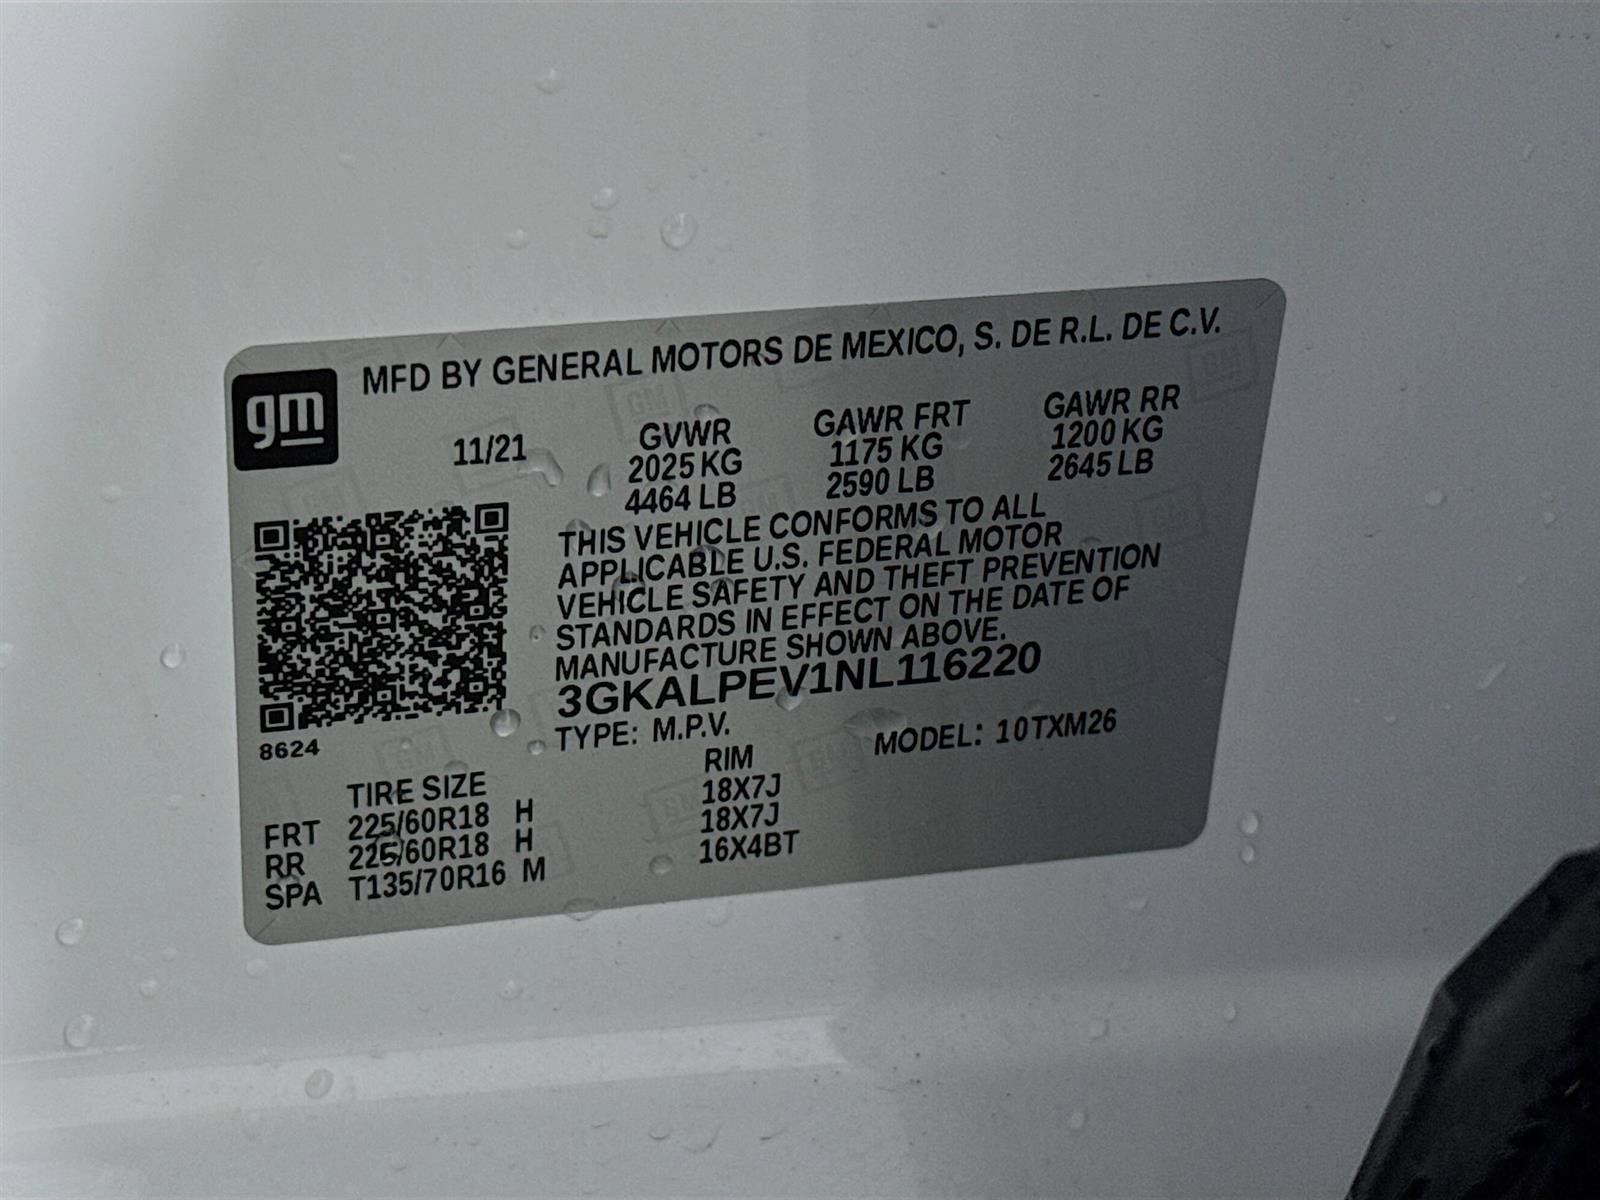 gm
MFD BY GENERAL MOTORS DE MEXICO, S. DE R.L. DE C.V.
11/21 GVWR GAWR FRT GAWR RR
2025 KG 1175 KG 1200 KG
4464 LB 2590 LB 2645 LB
THIS VEHICLE CONFORMS TO ALL
APPLICABLE U.S. FEDERAL MOTOR
VEHICLE SAFETY AND THEFT PREVENTION
STANDARDS IN EFFECT ON THE DATE OF
MANUFACTURE SHOWN ABOVE.
3GKALPEV1NL116220
TYPE: M.P.V. MODEL: 10TXM26
8624
TIRE SIZE RIM
FRT 225/60R18 H 18X7J
RR 225/60R18 H 18X7J
SPA T135/70R16 M 16X4BT